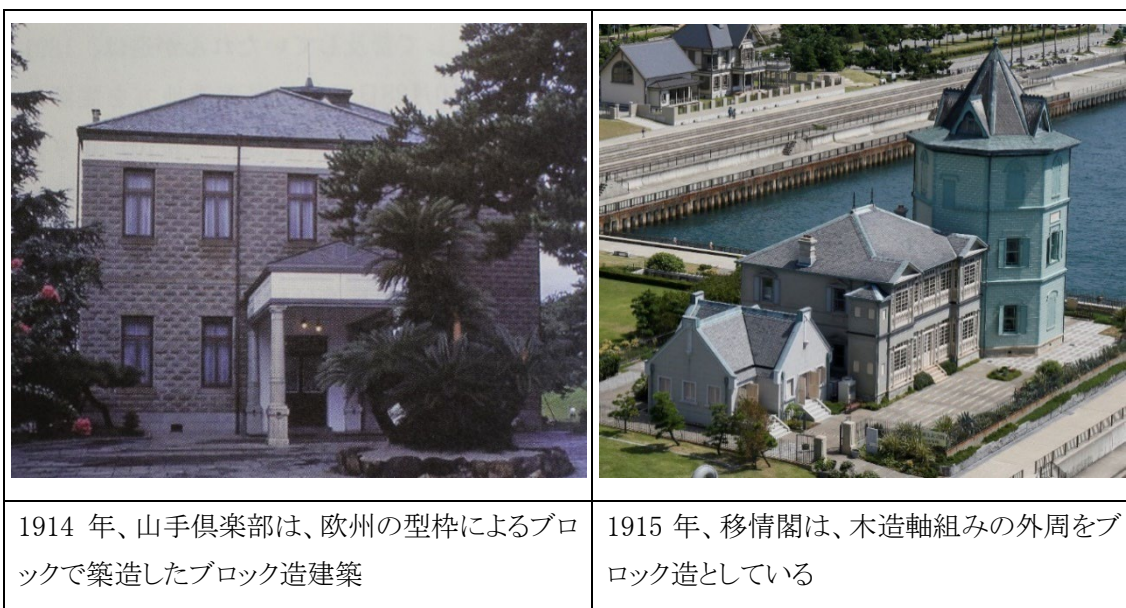 1914 年、山手倶楽部は、欧州の型枠によるブロ
ックで築造したブロック造建築
1915 年、移情閣は、木造軸組みの外周をブ
ロック造としている